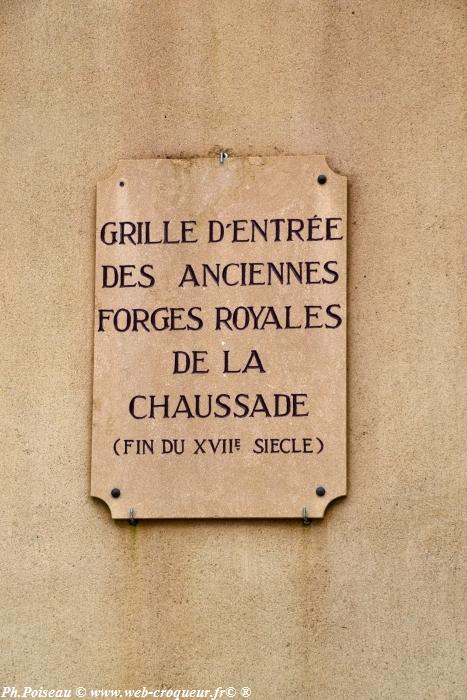 GRILLE D'ENTRÉE
DES ANCIENNES
FORGES ROYALES
DE LA
CHAUSSADE
(FIN DU XVIIE SIECLE)
Ph.Poiseau © www-web-croqueur.fr© ®